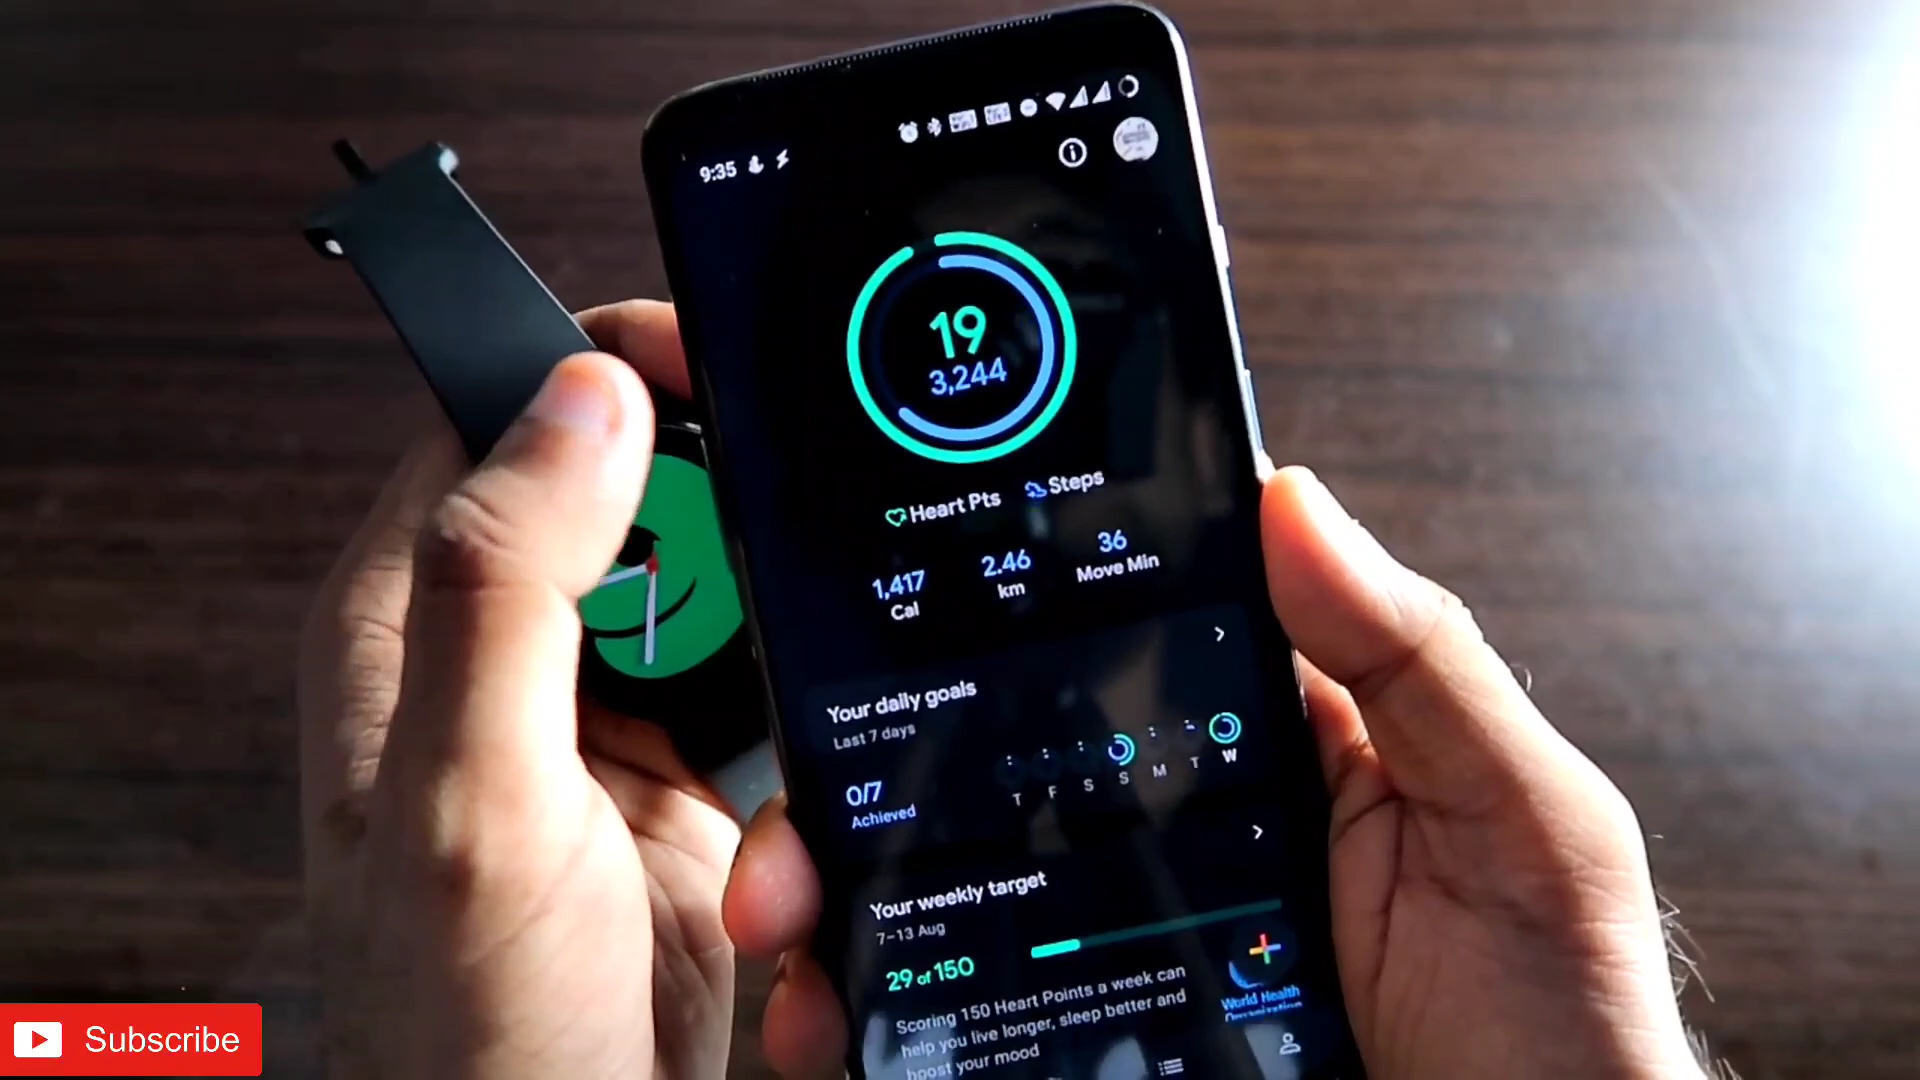 9:35
19
3,244
Heart Pts Steps
1,417 2.46 36
Cal km Move Min
Your daily goals
Last 7 days
0/7
Achieved
T F S S M T W
Your weekly target
7–13 Aug
29 of 150
Scoring 150 Heart Points a week can
help you live longer, sleep better and
boost your mood
World Health
Organization
Subscribe